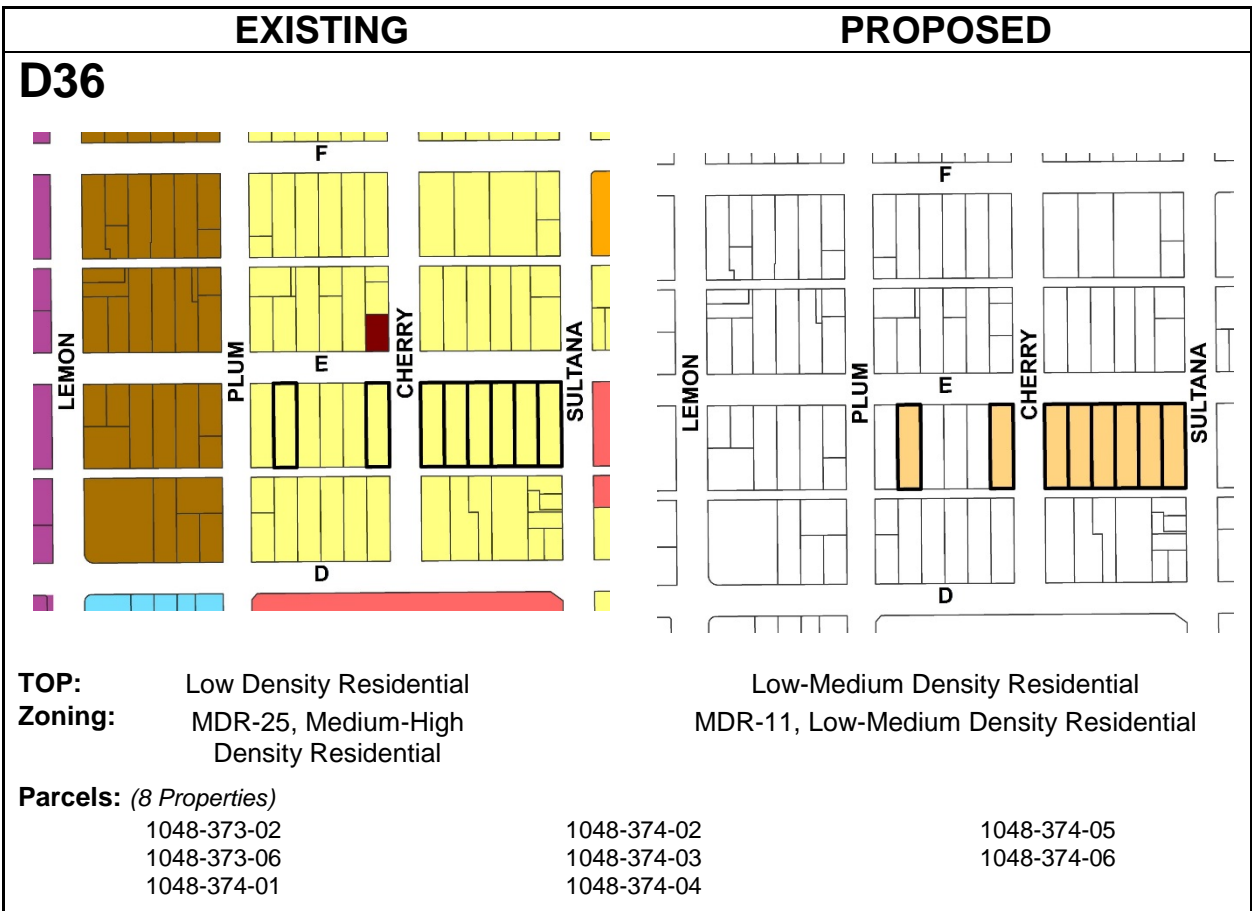 EXISTING PROPOSED
D36
F
LEMON
PLUM
E
CHERRY
SULTANA
D
F
LEMON
PLUM
E
CHERRY
SULTANA
D
TOP: Low Density Residential Low-Medium Density Residential
Zoning: MDR-25, Medium-High MDR-11, Low-Medium Density Residential
Density Residential
Parcels: (8 Properties)
1048-373-02 1048-374-02 1048-374-05
1048-373-06 1048-374-03 1048-374-06
1048-374-01 1048-374-04